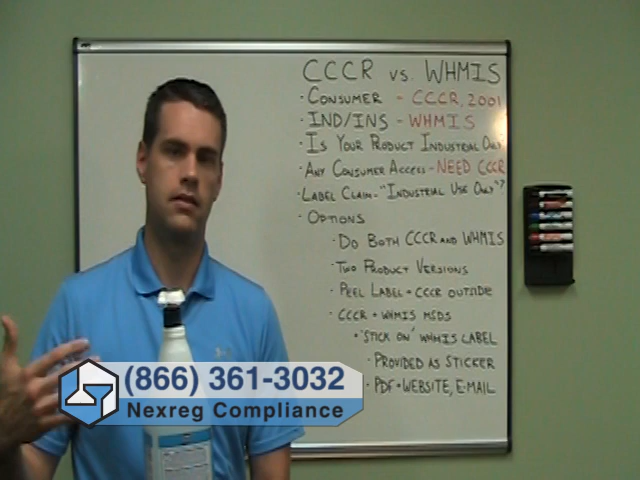 CCCR vs. WHMIS
· CONSUMER - CCCR, 2001
· IND/INS - WHMIS
· IS YOUR PRODUCT INDUSTRIAL ONLY
· ANY CONSUMER ACCESS - NEED CCCR
· LABEL CLAIM - "INDUSTRIAL USE ONLY"?
· OPTIONS
· DO BOTH CCCR AND WHMIS
· TWO PRODUCT VERSIONS
· PEEL LABEL + CCCR OUTSIDE
· CCCR + WHMIS MSDS
· "STICK ON" WHMIS LABEL
· PROVIDED AS STICKER
· PDF + WEBSITE, E-MAIL
(866) 361-3032
Nexreg Compliance